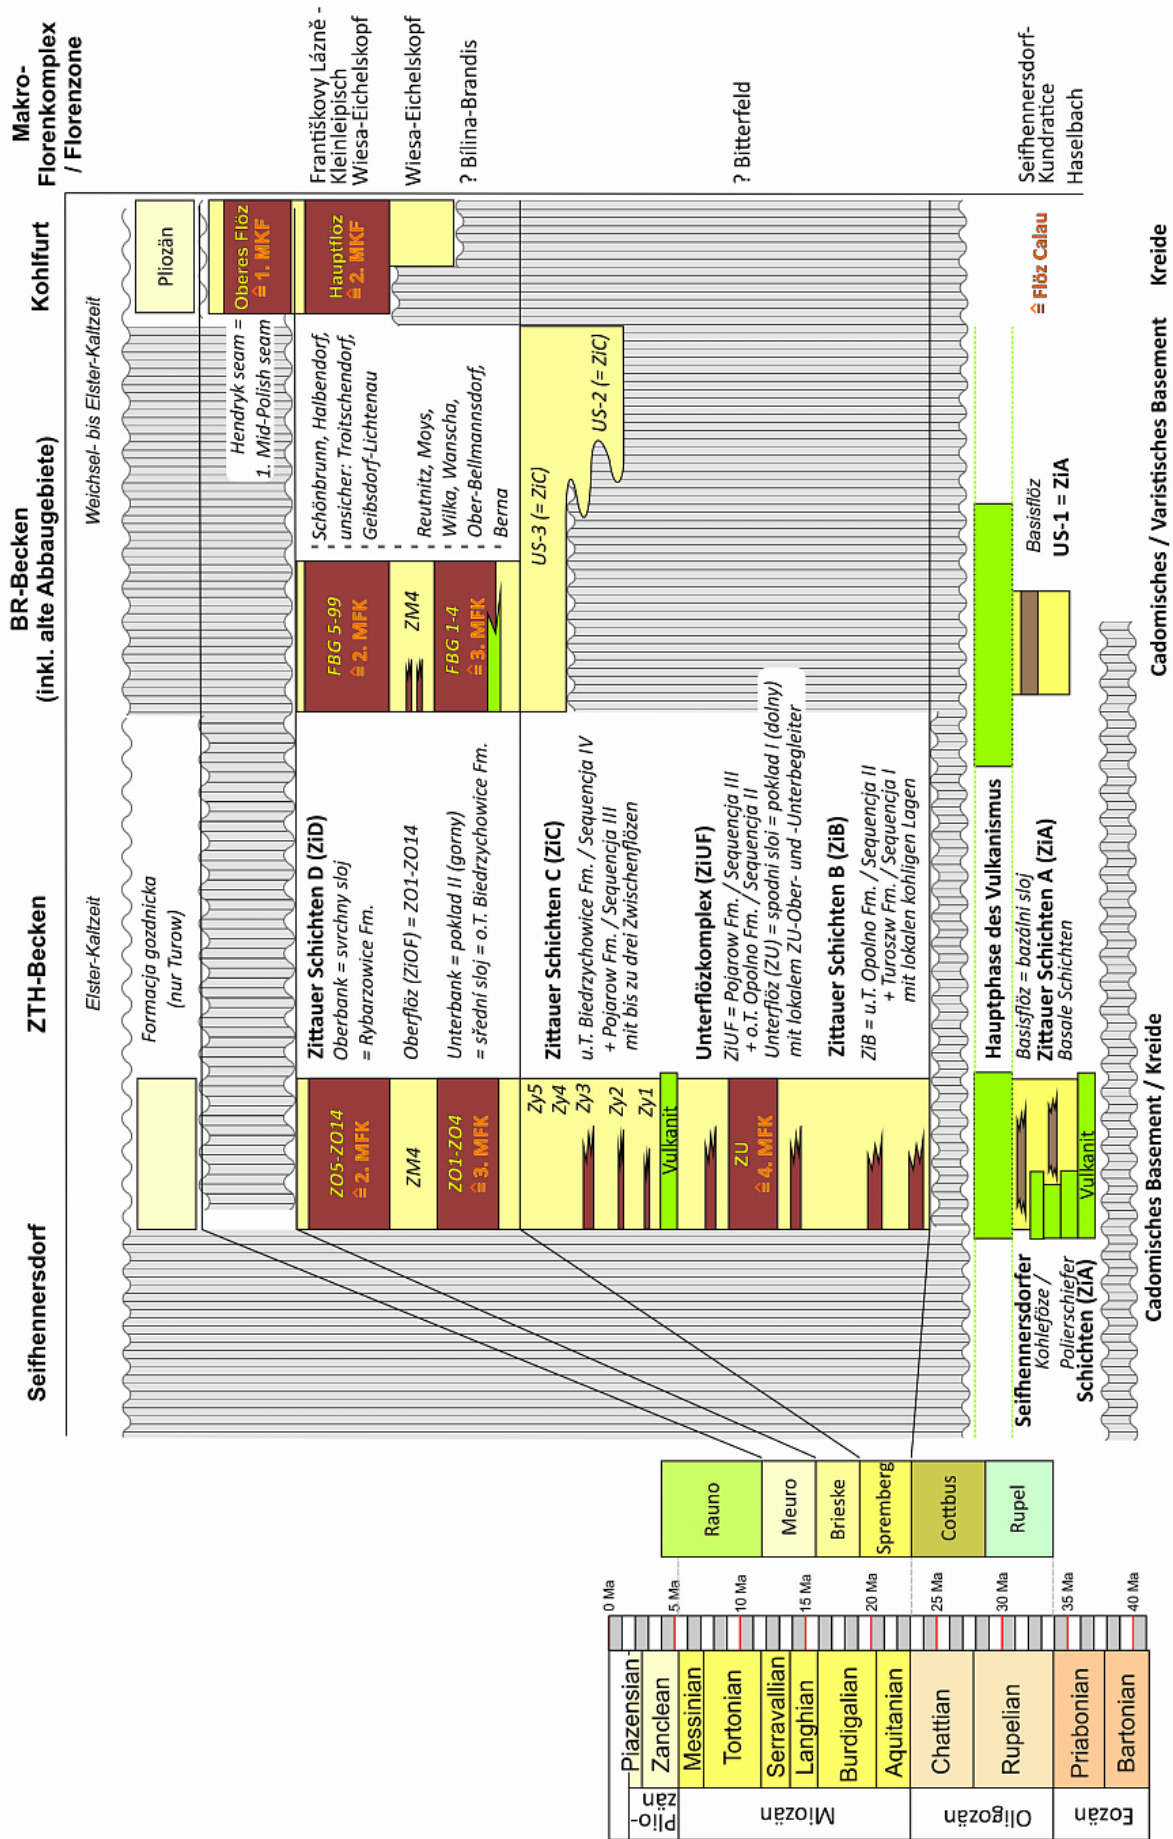 Seifhennersdorf
ZTH-Becken
BR-Becken
(inkl. alte Abbaugebiete)
Kohlfurt
Makro-
Florenkomplex
/ Florenzone
Elster-Kaltzeit
Weichsel- bis Elster-Kaltzeit
Formacja gozdnicka
(nur Turow)
Pliozän
Hendryk seam =
1. Mid-Polish seam
Oberes Flöz
≙ 1. MKF
Hauptflöz
≙ 2. MKF
Františkovy Lázně -
Kleinleipisch
Wiesa-Eichelskopf
Wiesa-Eichelskopf
? Bílina-Brandis
? Bitterfeld
Seifhennersdorf-
Kundratice
Haselbach
ZO5-ZO14
≙ 2. MFK
ZM4
ZO1-ZO4
≙ 3. MFK
Zittauer Schichten D (ZiD)
Oberbank = svrchny sloj
= Rybarzowice Fm.
Oberflöz (ZiOF) = ZO1-ZO14
Unterbank = poklad II (gorny)
= sředni sloj = o.T. Biedrzychowice Fm.
FBG 5-99
≙ 2. MFK
ZM4
FBG 1-4
≙ 3. MFK
Schönbrunn, Halbendorf,
unsicher: Troitschendorf,
Geibsdorf-Lichtenau
Reutnitz, Moys,
Wilka, Wanscha,
Ober-Bellmannsdorf,
Berna
Zy5
Zy4
Zy3
Zy2
Zy1
Vulkanit
Zittauer Schichten C (ZiC)
u.T. Biedrzychowice Fm. / Sequencja IV
+ Pojarow Fm. / Sequencja III
mit bis zu drei Zwischenflözen
US-3 (= ZiC)
US-2 (= ZiC)
ZU
≙ 4. MFK
Unterflözkomplex (ZiUF)
ZiUF = Pojarow Fm. / Sequencja III
+ o.T. Opolno Fm. / Sequencja II
Unterflöz (ZU) = spodni sloi = poklad I (dolny)
mit lokalem ZU-Ober- und -Unterbegleiter
Zittauer Schichten B (ZiB)
ZiB = u.T. Opolno Fm. / Sequencja II
+ Turoszw Fm. / Sequencja I
mit lokalen kohligen Lagen
Hauptphase des Vulkanismus
Seifhennersdorfer
Kohleföze /
Polierschiefer
Schichten (ZiA)
Vulkanit
Basisflöz = bazální sloj
Zittauer Schichten A (ZiA)
Basale Schichten
Basisflöz
US-1 = ZiA
≙ Flöz Calau
Cadomisches Basement / Kreide
Cadomisches / Varistisches Basement
Kreide
Rauno
Meuro
Brieske
Spremberg
Cottbus
Rupel
0 Ma
5 Ma
10 Ma
15 Ma
20 Ma
25 Ma
30 Ma
35 Ma
40 Ma
Piazensian
Zanclean
Messinian
Tortonian
Serravallian
Langhian
Burdigalian
Aquitanian
Chattian
Rupelian
Priabonian
Bartonian
Plio-
zän
Miozän
Oligozän
Eozän